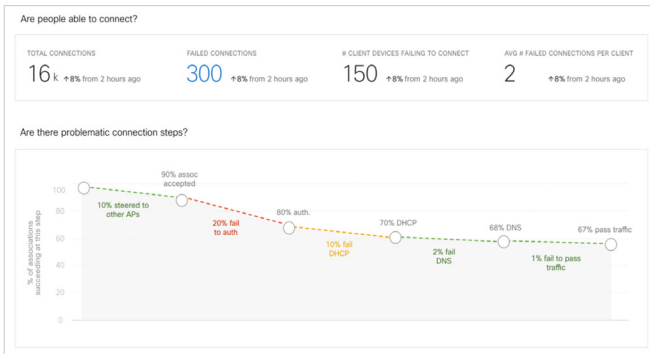 Are people able to connect?
TOTAL CONNECTIONS
16 k ↑8% from 2 hours ago
FAILED CONNECTIONS
300 ↑8% from 2 hours ago
# CLIENT DEVICES FAILING TO CONNECT
150 ↑8% from 2 hours ago
AVG # FAILED CONNECTIONS PER CLIENT
2 ↑8% from 2 hours ago
Are there problematic connection steps?
% of associations
succeeding at this step
100
80
60
40
20
0
10% steered to
other APs
90% assoc
accepted
20% fail
to auth
80% auth.
10% fail
DHCP
70% DHCP
2% fail
DNS
68% DNS
1% fail to pass
traffic
67% pass traffic